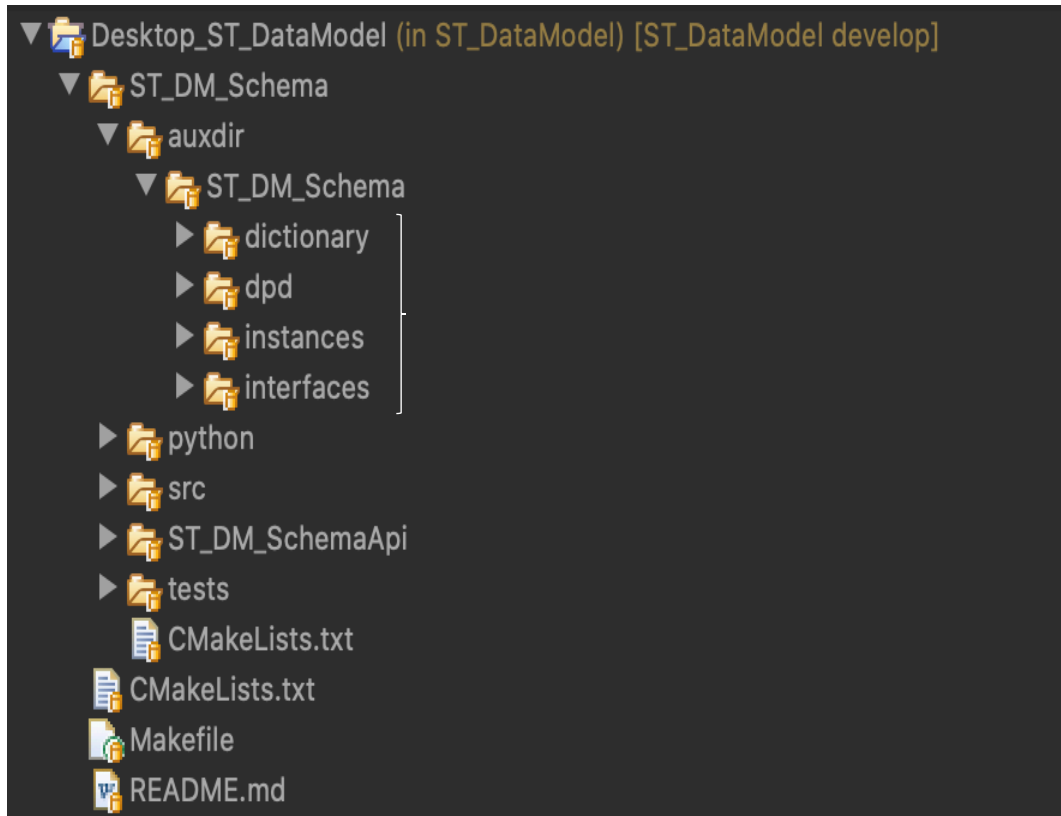 Desktop_ST_DataModel (in ST_DataModel) [ST_DataModel develop]
ST_DM_Schema
auxdir
ST_DM_Schema
dictionary
dpd
instances
interfaces
python
src
ST_DM_SchemaApi
tests
CMakeLists.txt
CMakeLists.txt
Makefile
README.md